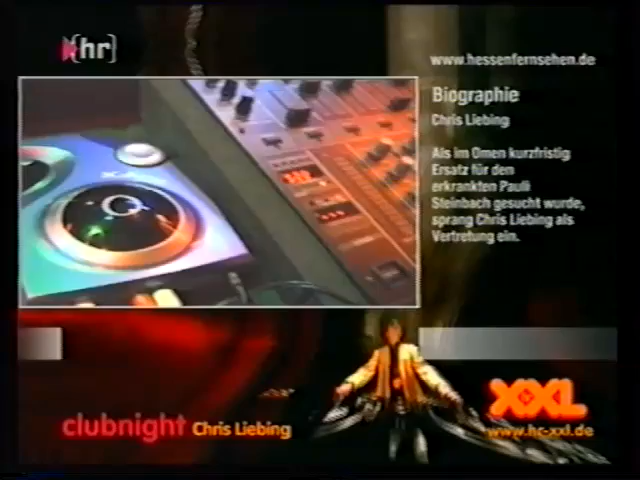 {hr}
www.hessenfernsehen.de
Biographie
Chris Liebing
Als im Omen kurzfristig
Ersatz für den
erkrankten Pauli
Steinbach gesucht wurde,
sprang Chris Liebing als
Vertretung ein.
XXL
clubnight Chris Liebing
www.hr-xxl.de